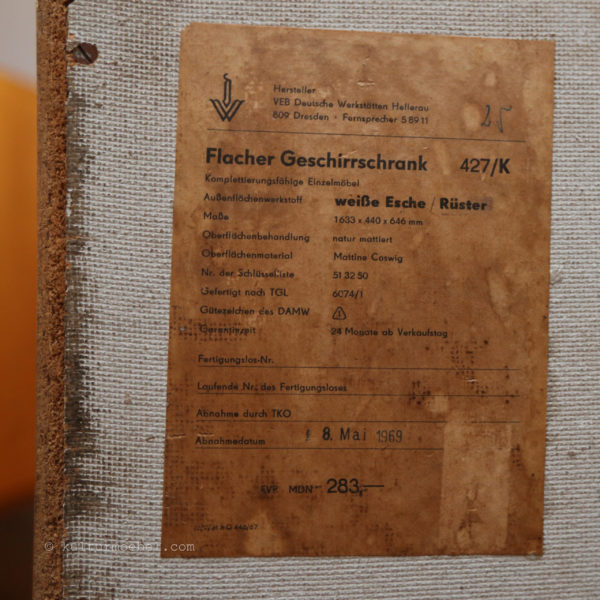 Hersteller
VEB Deutsche Werkstätten Hellerau
809 Dresden · Fernsprecher 5 89 11
25
Flacher Geschirrschrank 427/K
Komplettierungsfähige Einzelmöbel
Außenflächenwerkstoff weiße Esche / Rüster
Maße 1633 x 440 x 646 mm
Oberflächenbehandlung natur mattiert
Oberflächenmaterial Mattine Coswig
Nr. der Schlüsselliste 51 32 50
Gefertigt nach TGL 6074/1
Gütezeichen des DAMW
Garantiezeit 24 Monate ab Verkaufstag
Fertigungslos-Nr.
Laufende Nr. des Fertigungsloses
Abnahme durch TKO
Abnahmedatum 8. Mai 1969
EVP MDN 283,—
© kulturmoebel.com